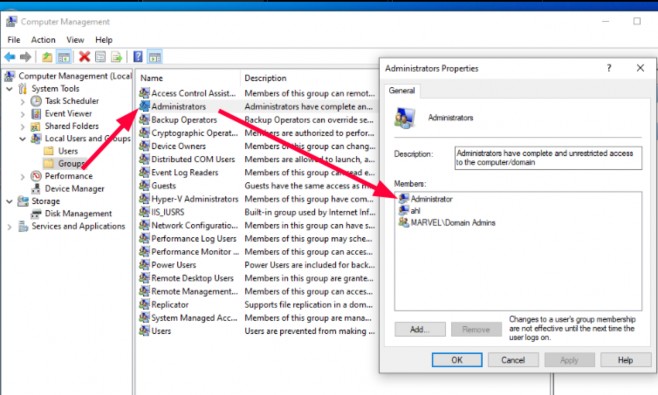 Computer Management
File Action View Help
Computer Management (Local
System Tools
Task Scheduler
Event Viewer
Shared Folders
Local Users and Groups
Users
Groups
Performance
Device Manager
Storage
Disk Management
Services and Applications
Name Description
Access Control Assist... Members of this group can remot...
Administrators Administrators have complete an...
Backup Operators Backup Operators can override se...
Cryptographic Operat... Members are authorized to perfor...
Device Owners Members of this group can chang...
Distributed COM Users Members are allowed to launch, a...
Event Log Readers Members of this group can read e...
Guests Guests have the same access as m...
Hyper-V Administrators Members of this group have com...
IIS_IUSRS Built-in group used by Internet Inf...
Network Configuratio... Members in this group can have s...
Performance Log Users Members of this group may sche...
Performance Monitor ... Members of this group can acces...
Power Users Power Users are included for back...
Remote Desktop Users Members in this group are grante...
Remote Management... Members of this group can acces...
Replicator Supports file replication in a dom...
System Managed Acc... Members of this group are mana...
Users Users are prevented from making ...
Administrators Properties
General
Administrators
Description:
Administrators have complete and unrestricted access
to the computer/domain
Members:
Administrator
MARVEL\Domain Admins
Add...
Remove
Changes to a user's group membership
are not effective until the next time the
user logs on.
OK Cancel Apply Help